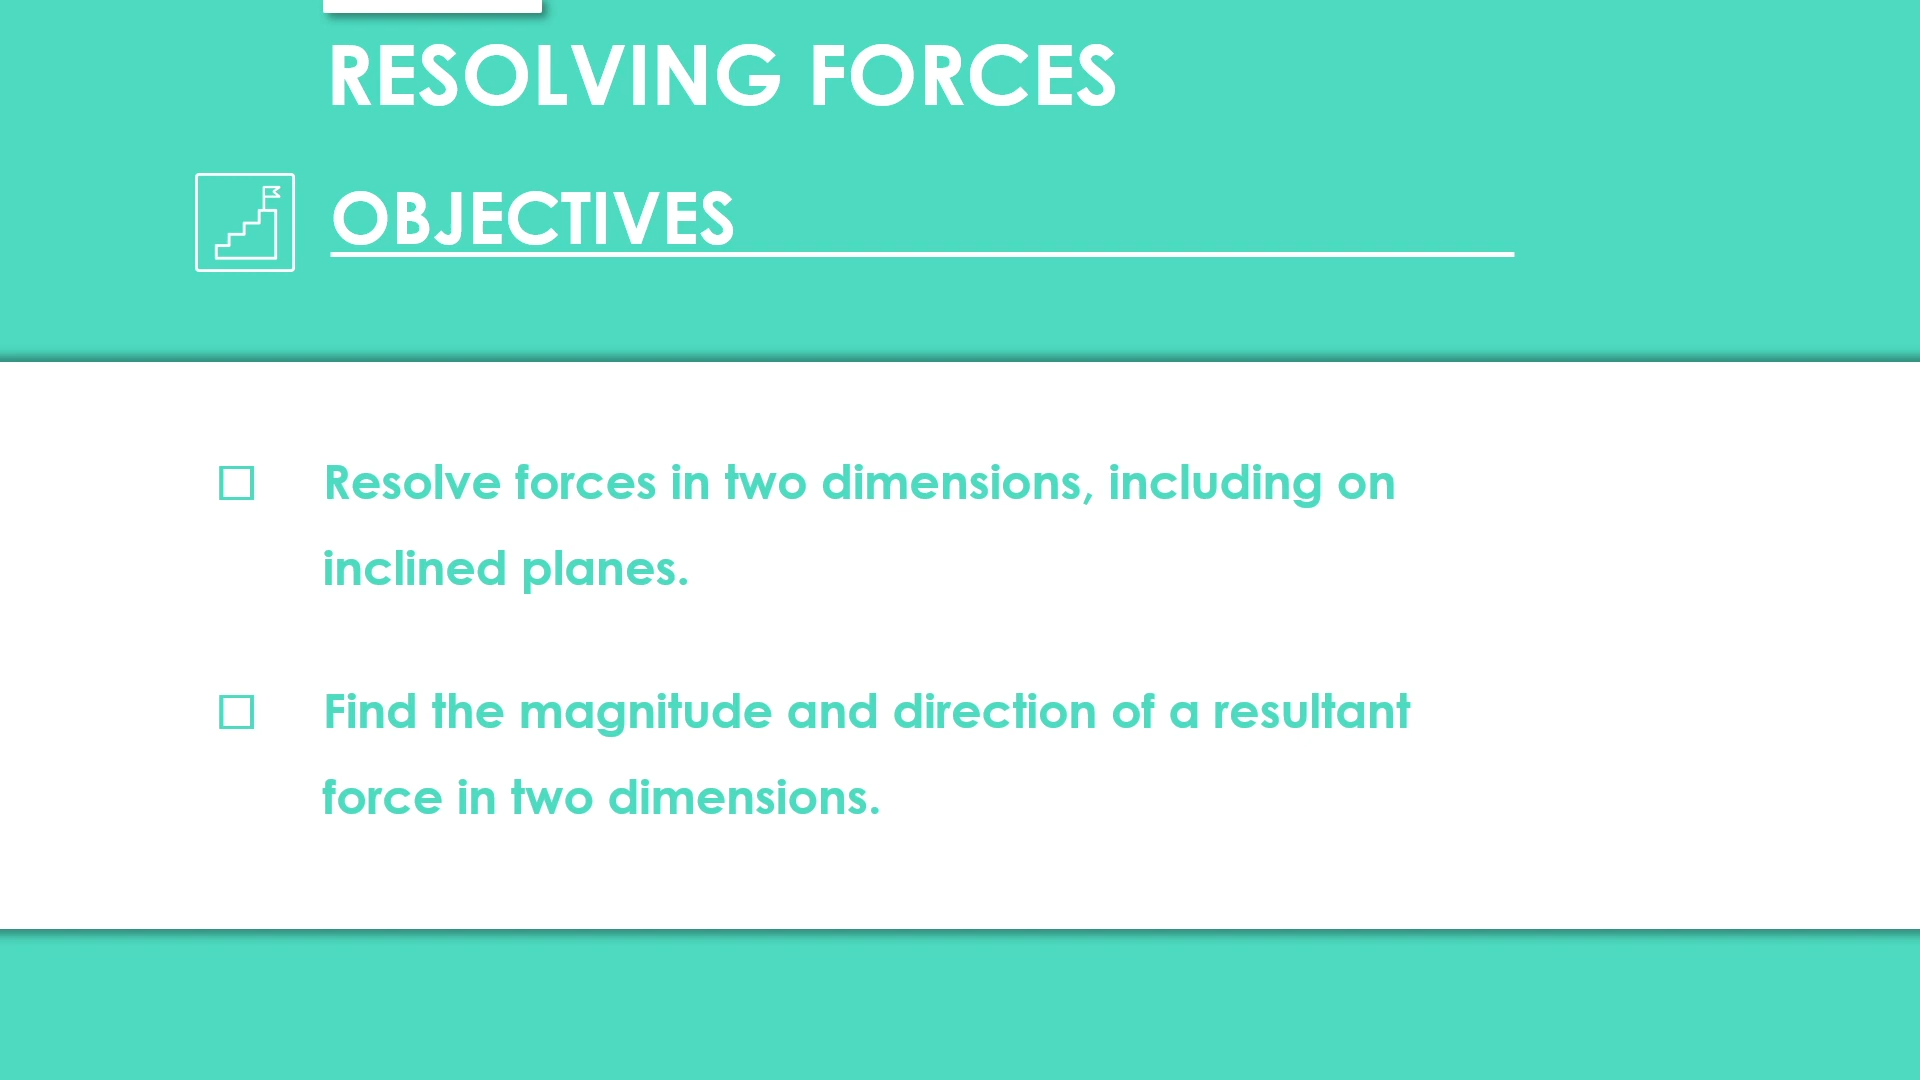 RESOLVING FORCES
OBJECTIVES
Resolve forces in two dimensions, including on
inclined planes.
Find the magnitude and direction of a resultant
force in two dimensions.